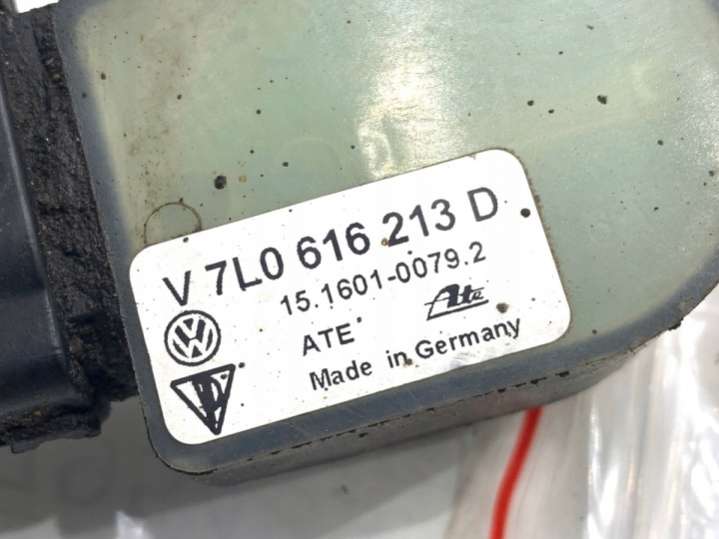 V 7L0 616 213 D
15.1601-0079.2
ATE Ate
Made in Germany